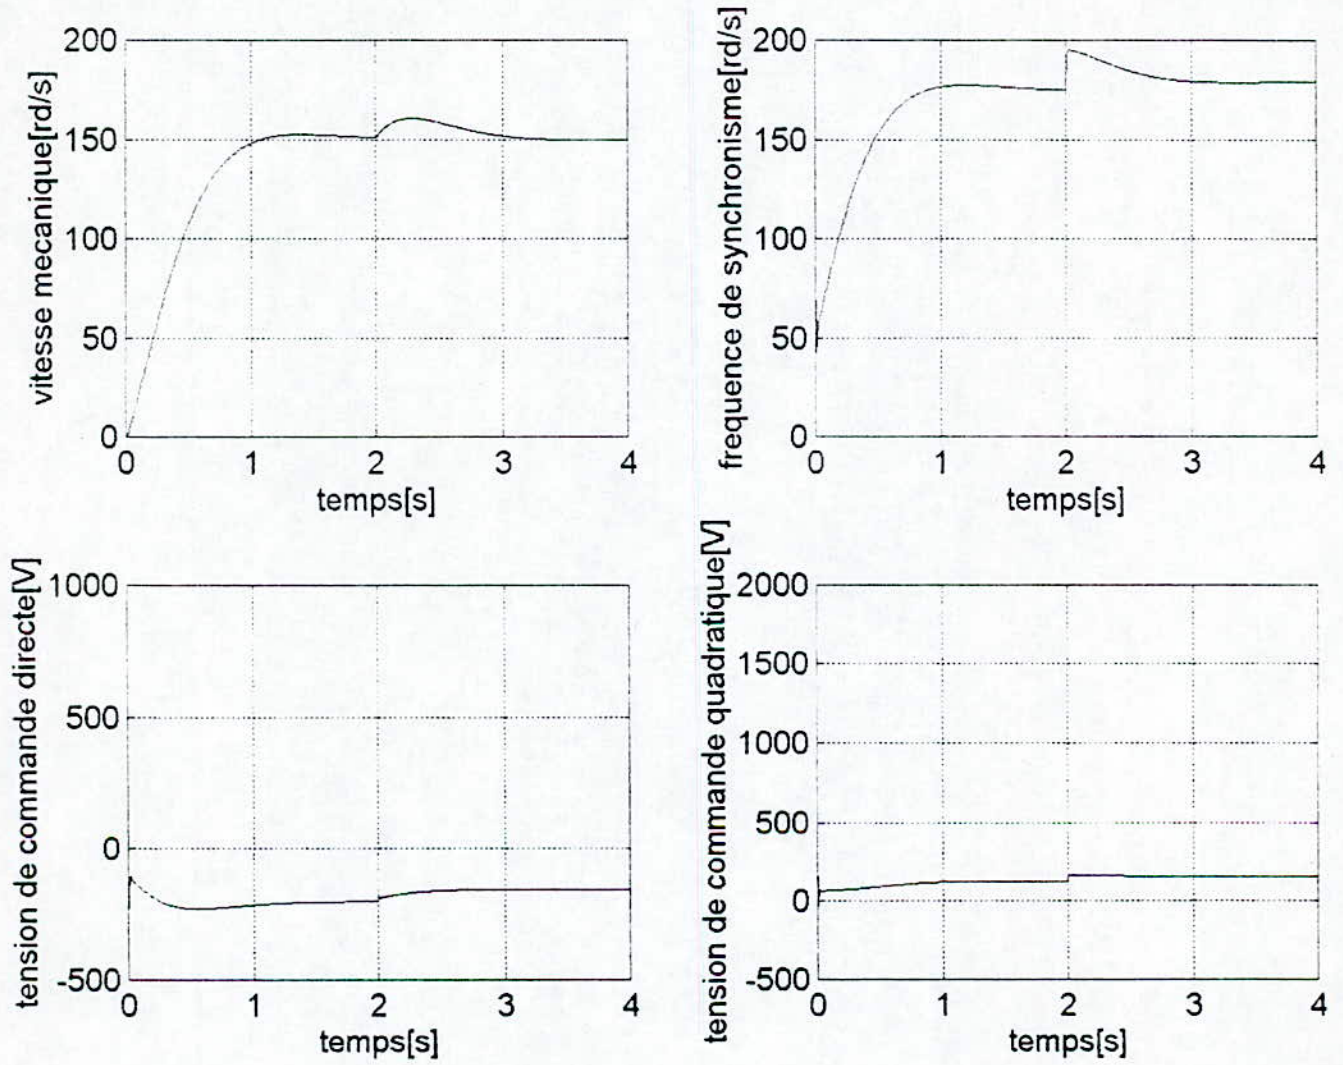 vitesse mecanique[rd/s]
200
150
100
50
0
0 1 2 3 4
temps[s]
frequence de synchronisme[rd/s]
200
150
100
50
0
0 1 2 3 4
temps[s]
tension de commande directe[V]
1000
500
0
-500
0 1 2 3 4
temps[s]
tension de commande quadratique[V]
2000
1500
1000
500
0
-500
0 1 2 3 4
temps[s]